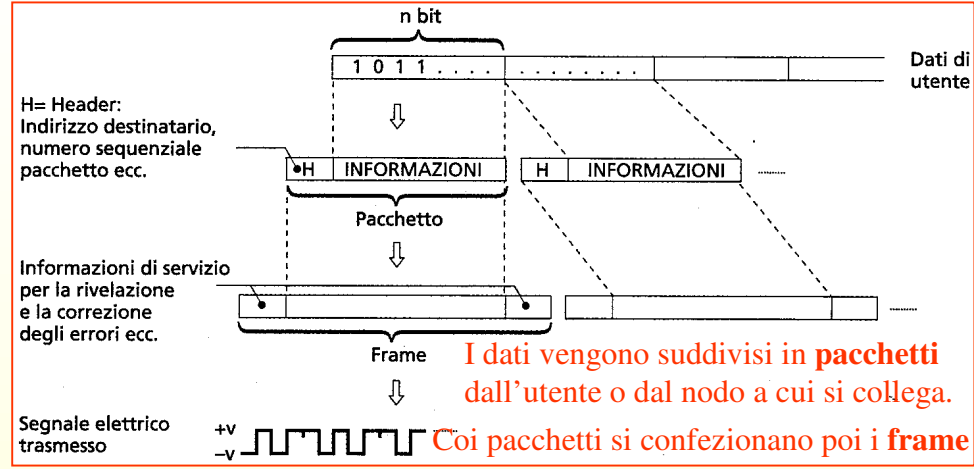 n bit
1 0 1 1 . . . . . . . . . . . . .
Dati di
utente
H= Header:
Indirizzo destinatario,
numero sequenziale
pacchetto ecc.
H INFORMAZIONI H INFORMAZIONI ........
Pacchetto
Informazioni di servizio
per la rivelazione
e la correzione
degli errori ecc.
Frame
I dati vengono suddivisi in pacchetti
dall'utente o dal nodo a cui si collega.
Segnale elettrico
trasmesso
+v
–v
Coi pacchetti si confezionano poi i frame